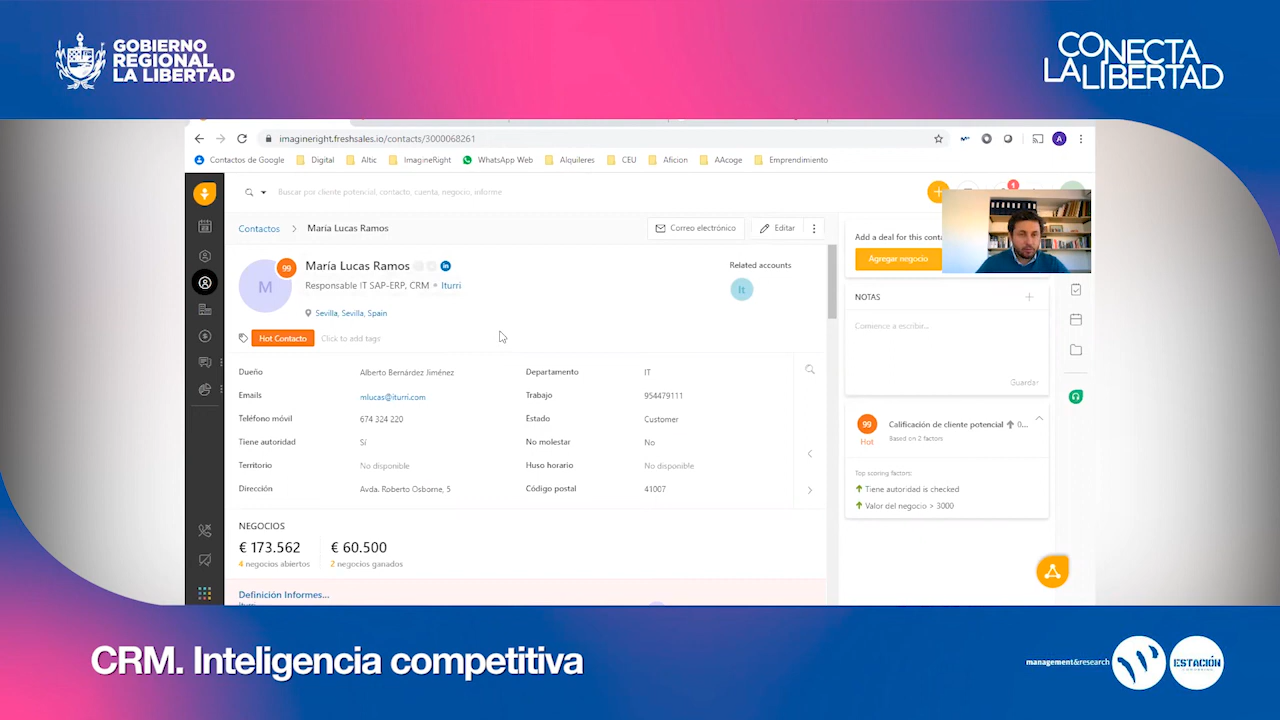 GOBIERNO
REGIONAL
LA LIBERTAD
CONECTA
LA LIBERTAD
imagineright.freshsales.io/contacts/3000068261
A
Contactos de Google
Digital
Altic
ImagineRight
WhatsApp Web
Alquileres
CEU
Aficion
AAcoge
Emprendimiento
Buscar por cliente potencial, contacto, cuenta, negocio, informe
1
Contactos > María Lucas Ramos
Correo electrónico
Editar
Add a deal for this conta
Agregar negocio
M
99
María Lucas Ramos
Responsable IT SAP-ERP, CRM • Iturri
Sevilla, Sevilla, Spain
Related accounts
It
Hot Contacto
Click to add tags
NOTAS
Comience a escribir...
Guardar
Dueño Alberto Bernárdez Jiménez Departamento IT
Emails mlucas@iturri.com Trabajo 954479111
Teléfono móvil 674 324 220 Estado Customer
Tiene autoridad Sí No molestar No
Territorio No disponible Huso horario No disponible
Dirección Avda. Roberto Osborne, 5 Código postal 41007
99
Hot
Calificación de cliente potencial 0...
Based on 2 factors
Top scoring factors:
Tiene autoridad is checked
Valor del negocio > 3000
NEGOCIOS
€ 173.562 € 60.500
4 negocios abiertos 2 negocios ganados
Definición Informes...
Iturri
CRM. Inteligencia competitiva
management&research
ESTACIÓN